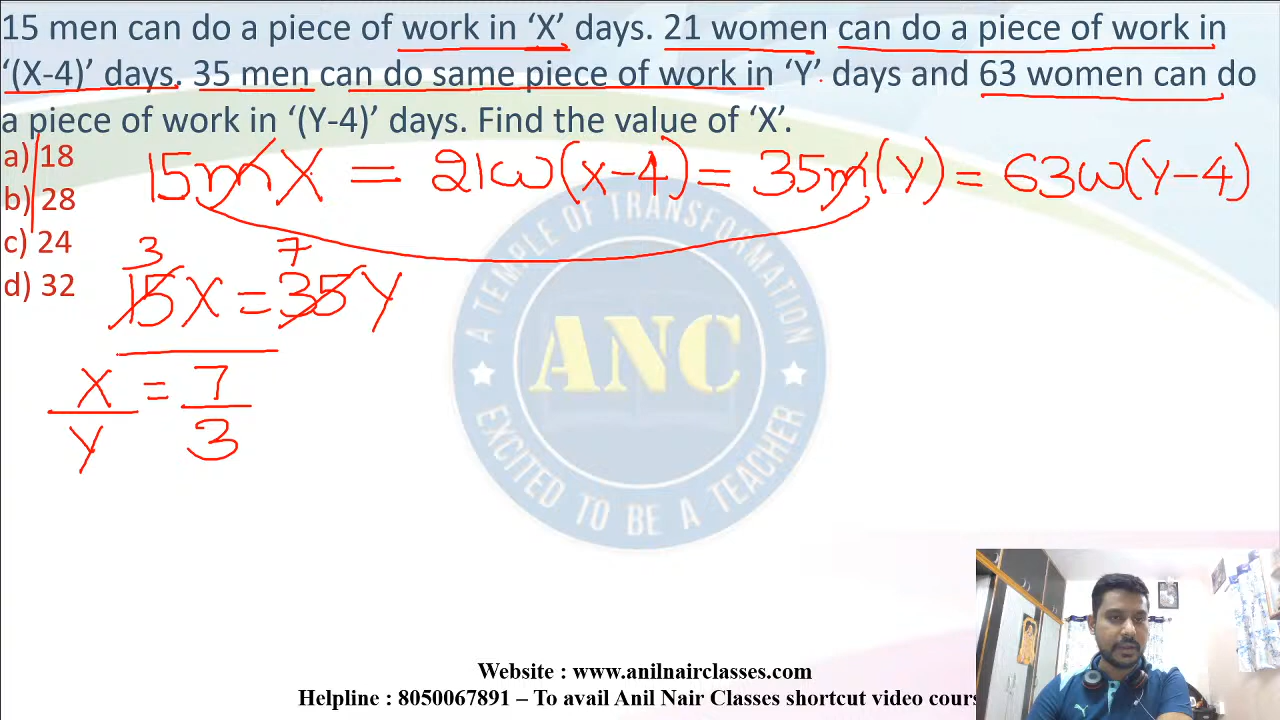 15 men can do a piece of work in ‘X’ days. 21 women can do a piece of work in
‘(X-4)’ days. 35 men can do same piece of work in ‘Y’ days and 63 women can do
a piece of work in ‘(Y-4)’ days. Find the value of ‘X’.
a) 18
b) 28
c) 24
d) 32
15mX = 21w(x-4) = 35m(Y) = 63w(Y-4)
3 7
15X = 35Y
X/Y = 7/3
A TEMPLE OF TRANSFORMATION
ANC
EXCITED TO BE A TEACHER
Website : www.anilnairclasses.com
Helpline : 8050067891 – To avail Anil Nair Classes shortcut video cours